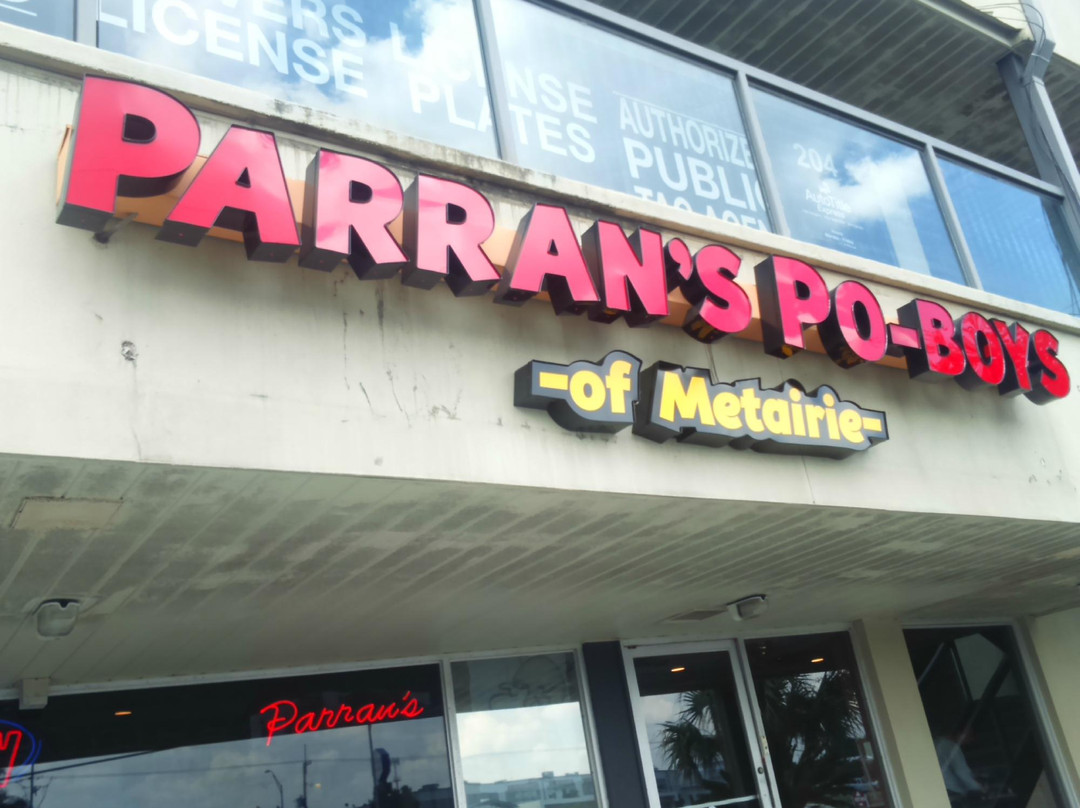 LICENSE
LICENSE
PLATES
AUTHORIZE
PUBLIC
204
PARRAN'S PO-BOYS
-of Metairie-
Parran's